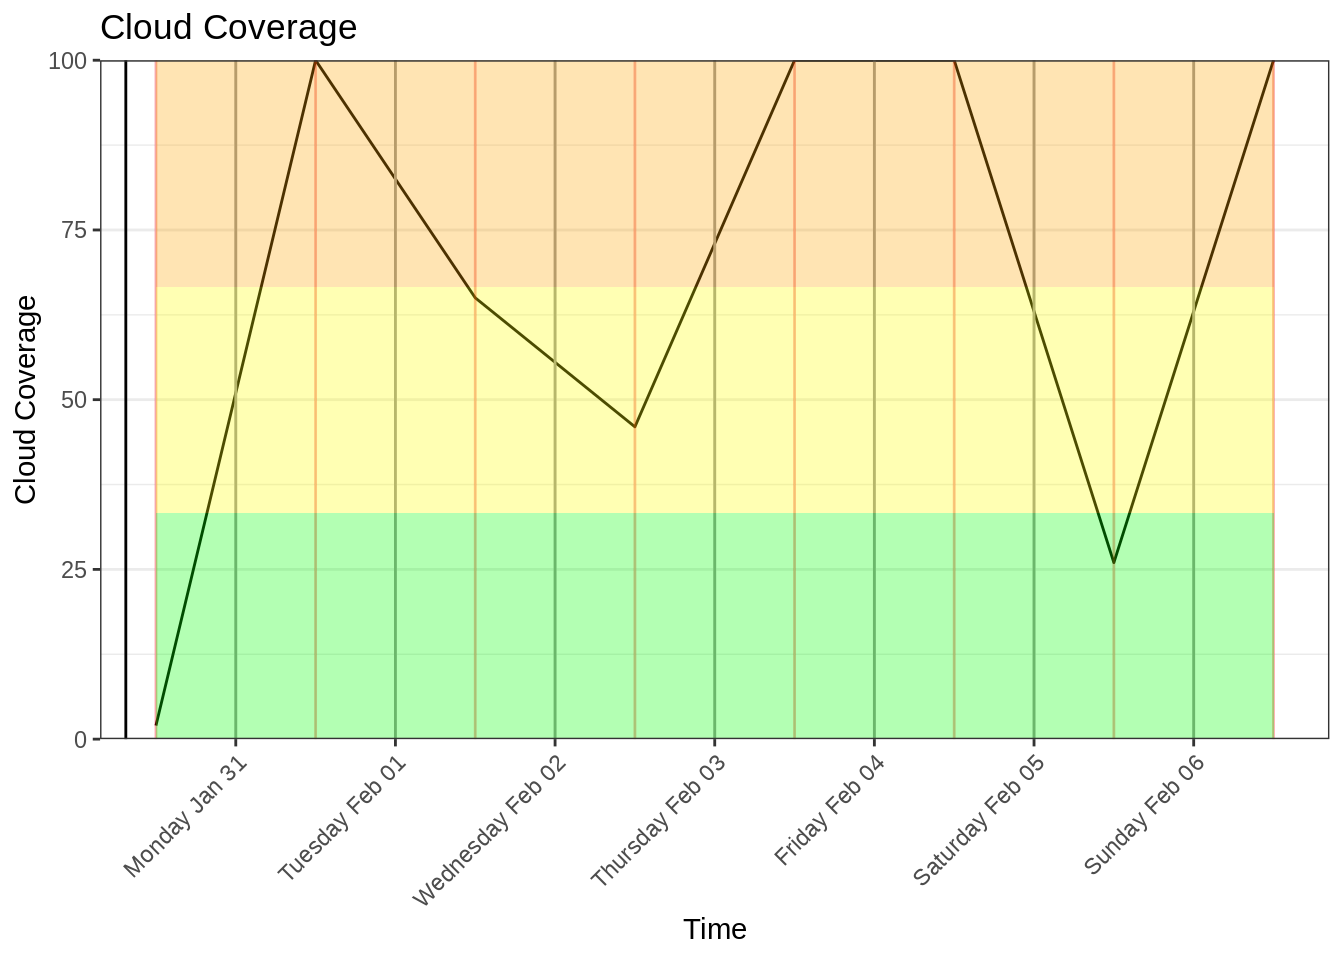 Cloud Coverage
Cloud Coverage
100
75
50
25
0
Monday Jan 31
Tuesday Feb 01
Wednesday Feb 02
Thursday Feb 03
Friday Feb 04
Saturday Feb 05
Sunday Feb 06
Time